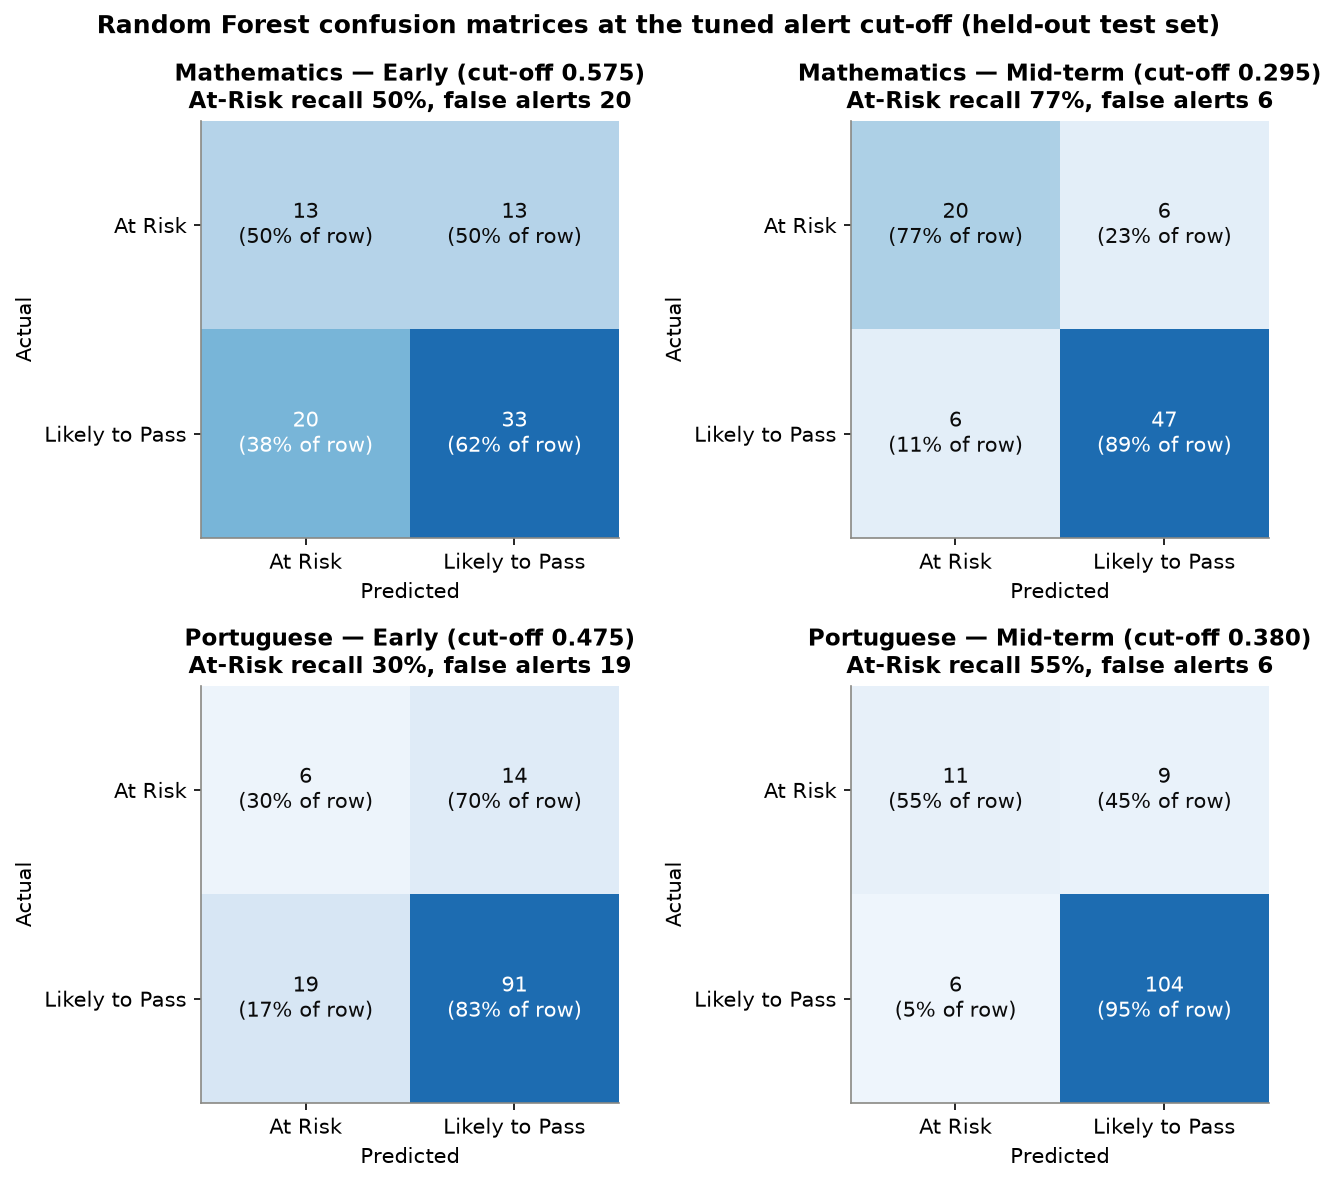 Random Forest confusion matrices at the tuned alert cut-off (held-out test set)
Mathematics — Early (cut-off 0.575)
At-Risk recall 50%, false alerts 20
Actual
At Risk
13
(50% of row)
13
(50% of row)
Likely to Pass
20
(38% of row)
33
(62% of row)
At Risk
Likely to Pass
Predicted
Mathematics — Mid-term (cut-off 0.295)
At-Risk recall 77%, false alerts 6
Actual
At Risk
20
(77% of row)
6
(23% of row)
Likely to Pass
6
(11% of row)
47
(89% of row)
At Risk
Likely to Pass
Predicted
Portuguese — Early (cut-off 0.475)
At-Risk recall 30%, false alerts 19
Actual
At Risk
6
(30% of row)
14
(70% of row)
Likely to Pass
19
(17% of row)
91
(83% of row)
At Risk
Likely to Pass
Predicted
Portuguese — Mid-term (cut-off 0.380)
At-Risk recall 55%, false alerts 6
Actual
At Risk
11
(55% of row)
9
(45% of row)
Likely to Pass
6
(5% of row)
104
(95% of row)
At Risk
Likely to Pass
Predicted